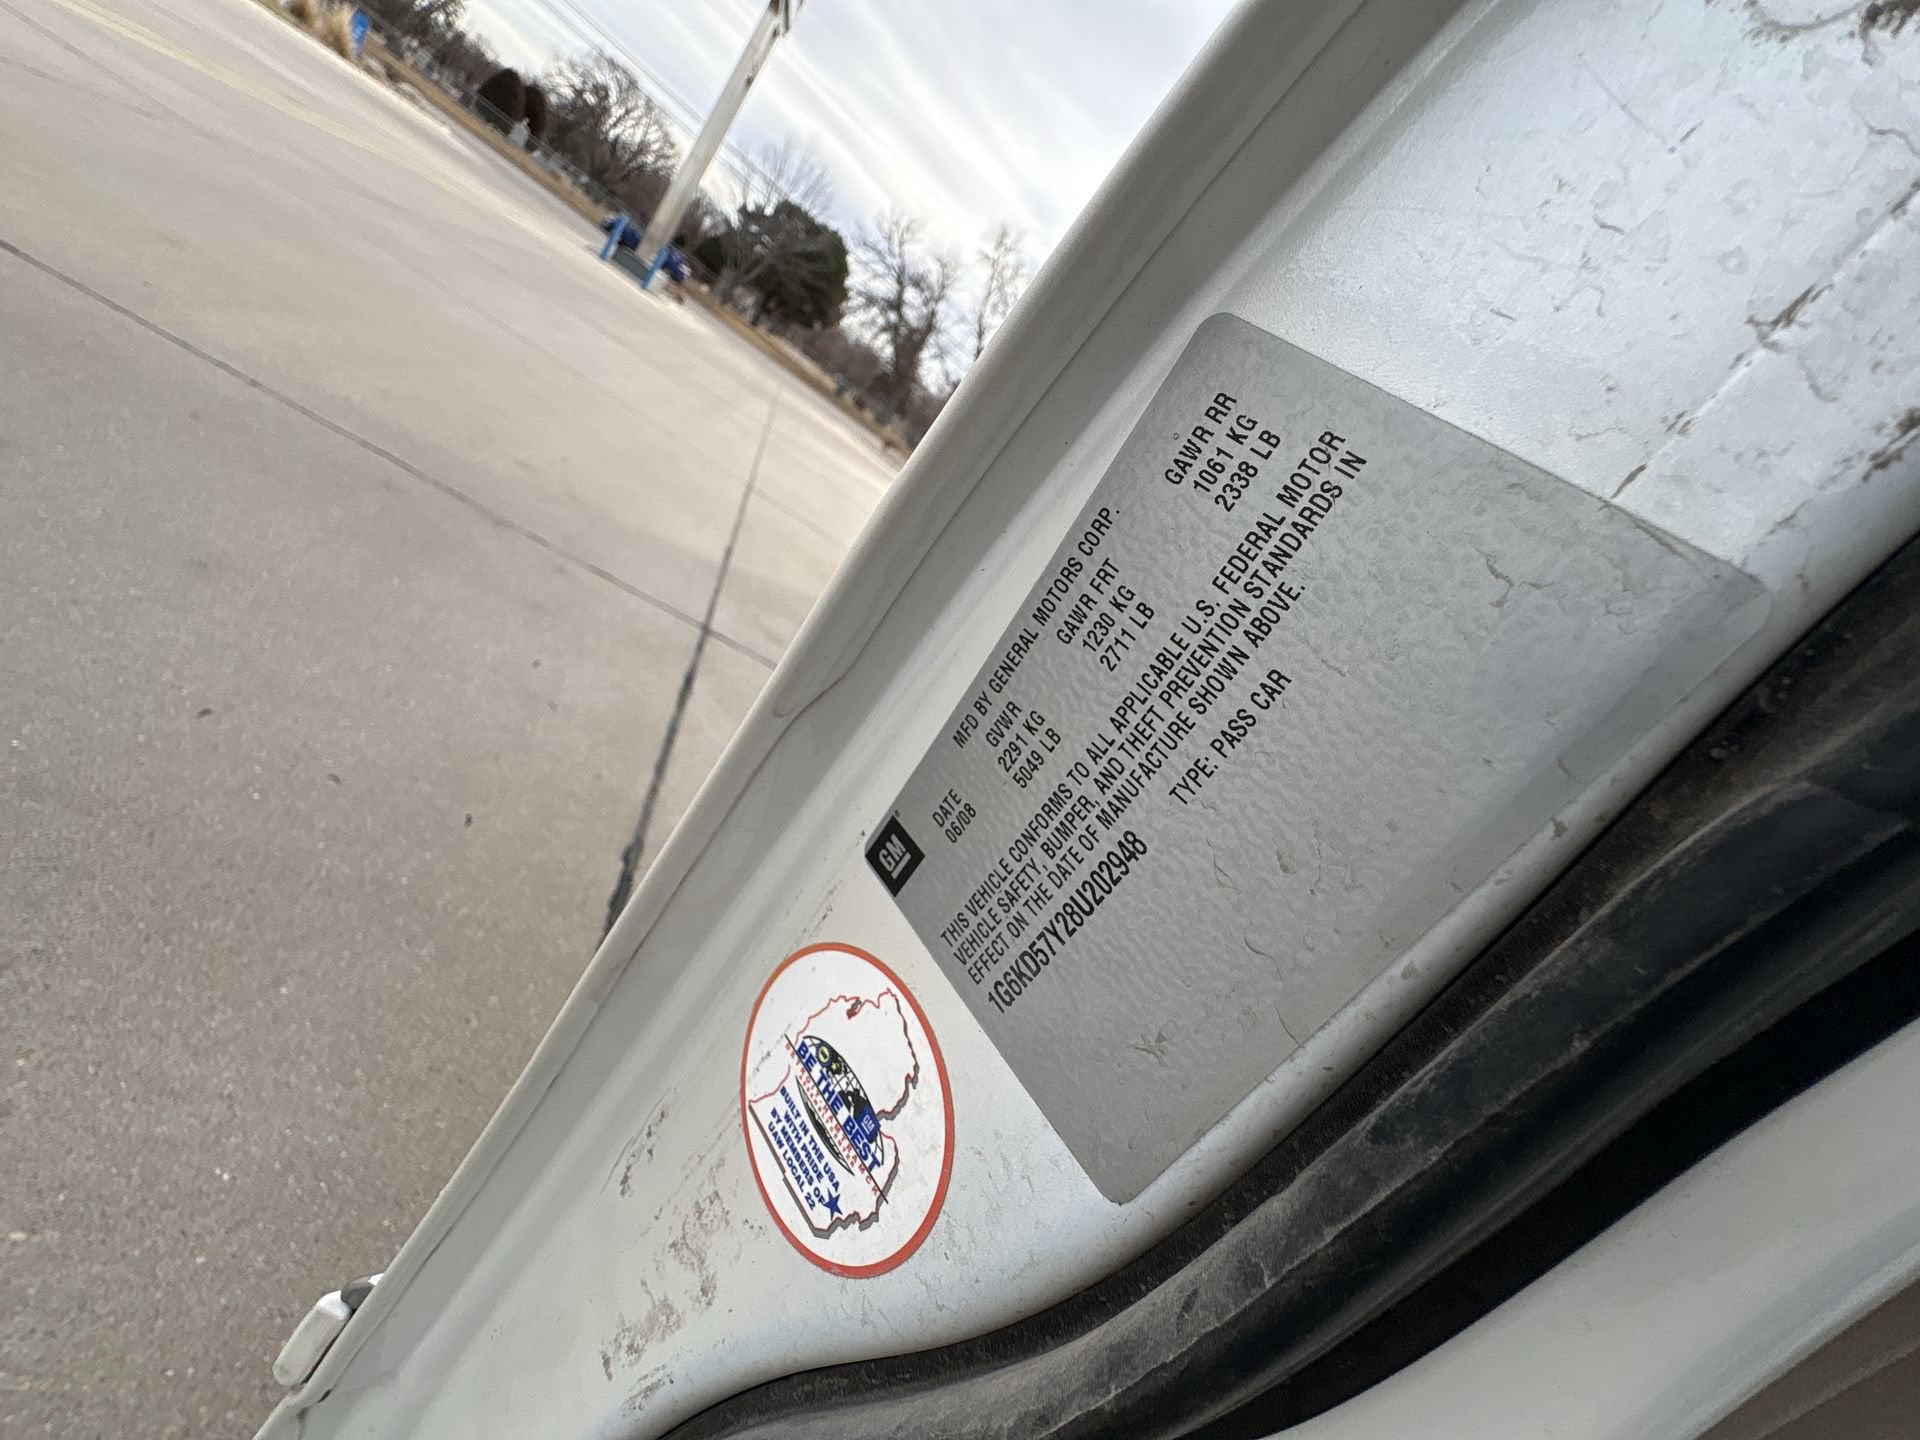 GM
MFD BY GENERAL MOTORS CORP.
DATE GVWR GAWR FRT GAWR RR
06/08 2291 KG 1230 KG 1061 KG
5049 LB 2711 LB 2338 LB
THIS VEHICLE CONFORMS TO ALL APPLICABLE U.S. FEDERAL MOTOR
VEHICLE SAFETY, BUMPER, AND THEFT PREVENTION STANDARDS IN
EFFECT ON THE DATE OF MANUFACTURE SHOWN ABOVE.
1G6KD57Y28U202948 TYPE: PASS CAR
GM
BE THE BEST
DETROIT-HAMTRAMCK
BUILT IN THE USA
WITH PRIDE
BY MEMBERS OF
UAW LOCAL 22